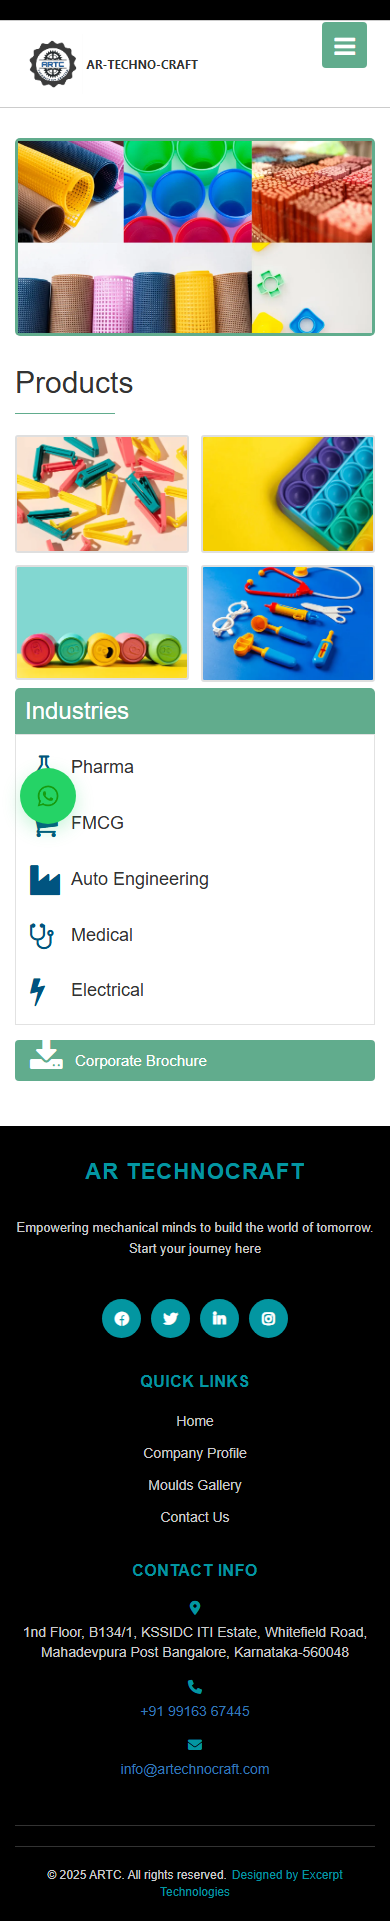 ARTC
AR-TECHNO-CRAFT
Products
Industries
Pharma
FMCG
Auto Engineering
Medical
Electrical
Corporate Brochure
AR TECHNOCRAFT
Empowering mechanical minds to build the world of tomorrow.
Start your journey here
QUICK LINKS
Home
Company Profile
Moulds Gallery
Contact Us
CONTACT INFO
1nd Floor, B134/1, KSSIDC ITI Estate, Whitefield Road,
Mahadevpura Post Bangalore, Karnataka-560048
+91 99163 67445
info@artechnocraft.com
© 2025 ARTC. All rights reserved. Designed by Excerpt
Technologies